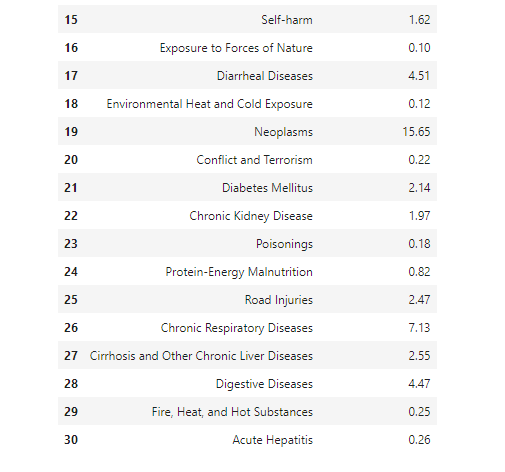 15 Self-harm 1.62
16 Exposure to Forces of Nature 0.10
17 Diarrheal Diseases 4.51
18 Environmental Heat and Cold Exposure 0.12
19 Neoplasms 15.65
20 Conflict and Terrorism 0.22
21 Diabetes Mellitus 2.14
22 Chronic Kidney Disease 1.97
23 Poisonings 0.18
24 Protein-Energy Malnutrition 0.82
25 Road Injuries 2.47
26 Chronic Respiratory Diseases 7.13
27 Cirrhosis and Other Chronic Liver Diseases 2.55
28 Digestive Diseases 4.47
29 Fire, Heat, and Hot Substances 0.25
30 Acute Hepatitis 0.26